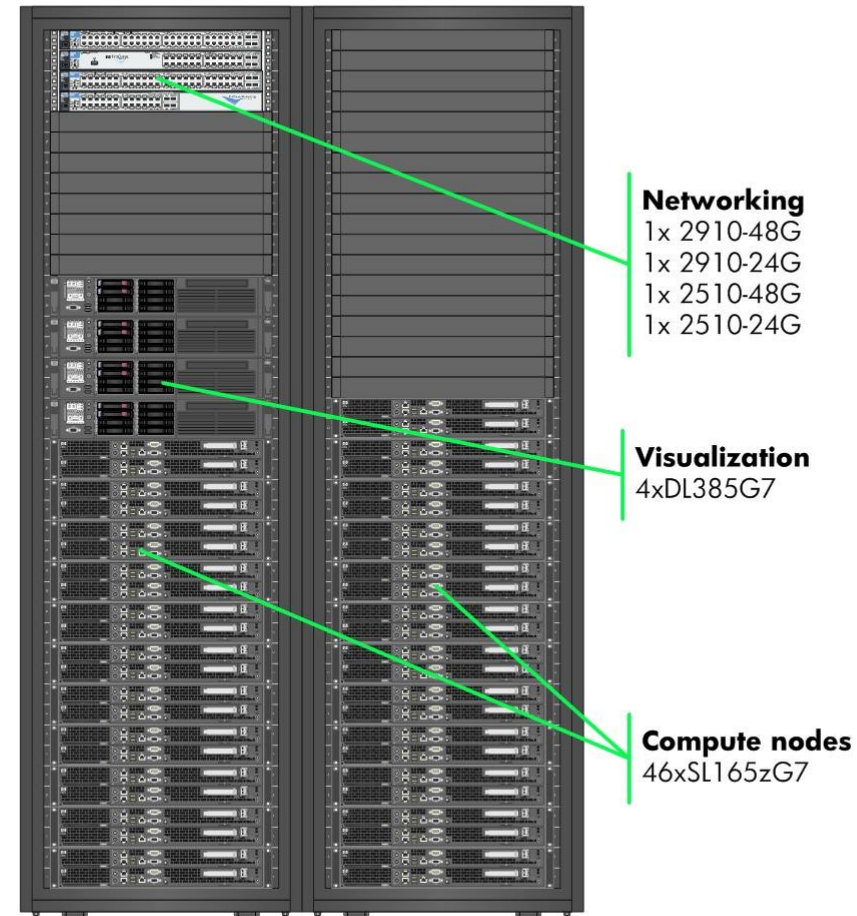 Networking
1x 2910-48G
1x 2910-24G
1x 2510-48G
1x 2510-24G
Visualization
4xDL385G7
Compute nodes
46xSL165zG7